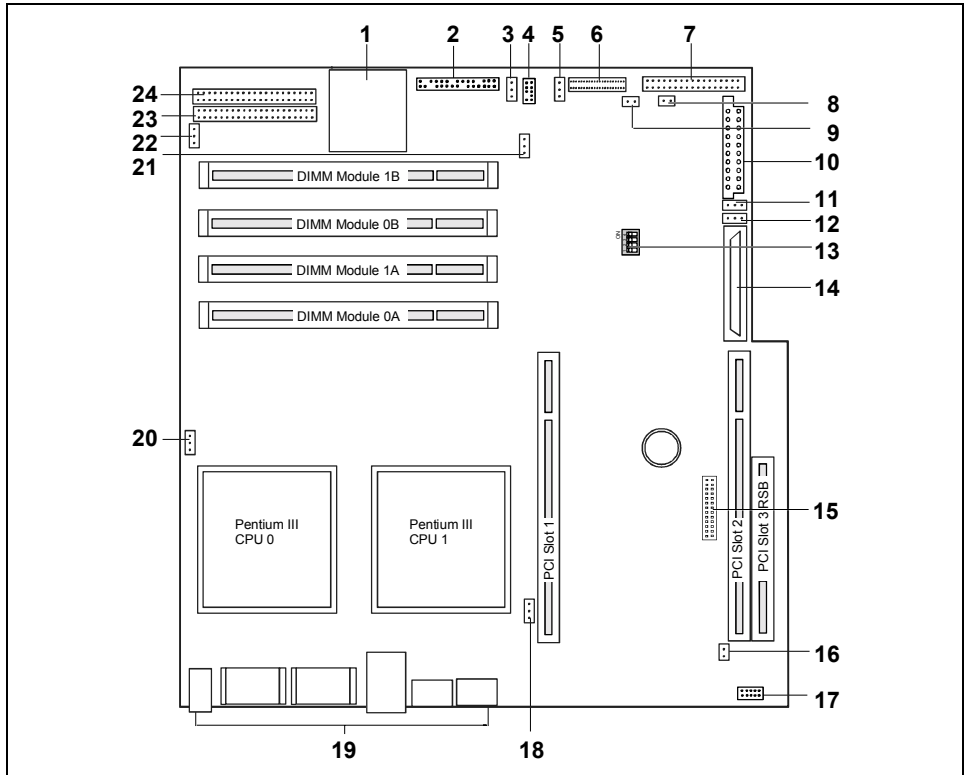 1 2 3 4 5 6 7
24
23
22
21
8
9
10
11
12
13
14
ON
DIMM Module 1B
DIMM Module 0B
DIMM Module 1A
DIMM Module 0A
20
Pentium III
CPU 0
Pentium III
CPU 1
PCI Slot 1
PCI Slot 2
PCI Slot 3 RSB
15
16
17
18
19